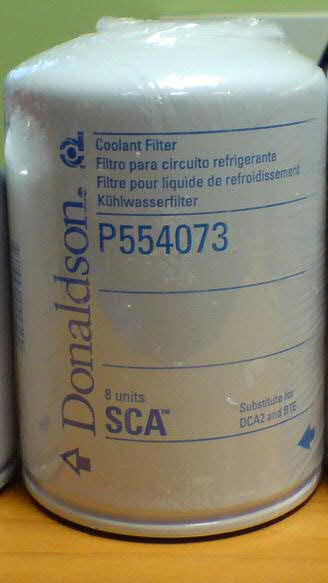 Donaldson.
Coolant Filter
Filtro para circuíto refrigerante
Filtre pour liquide de refroidissement
Kühlwasserfilter
P554073
8 units
SCA™
Substitute for
DCA2 and BTE